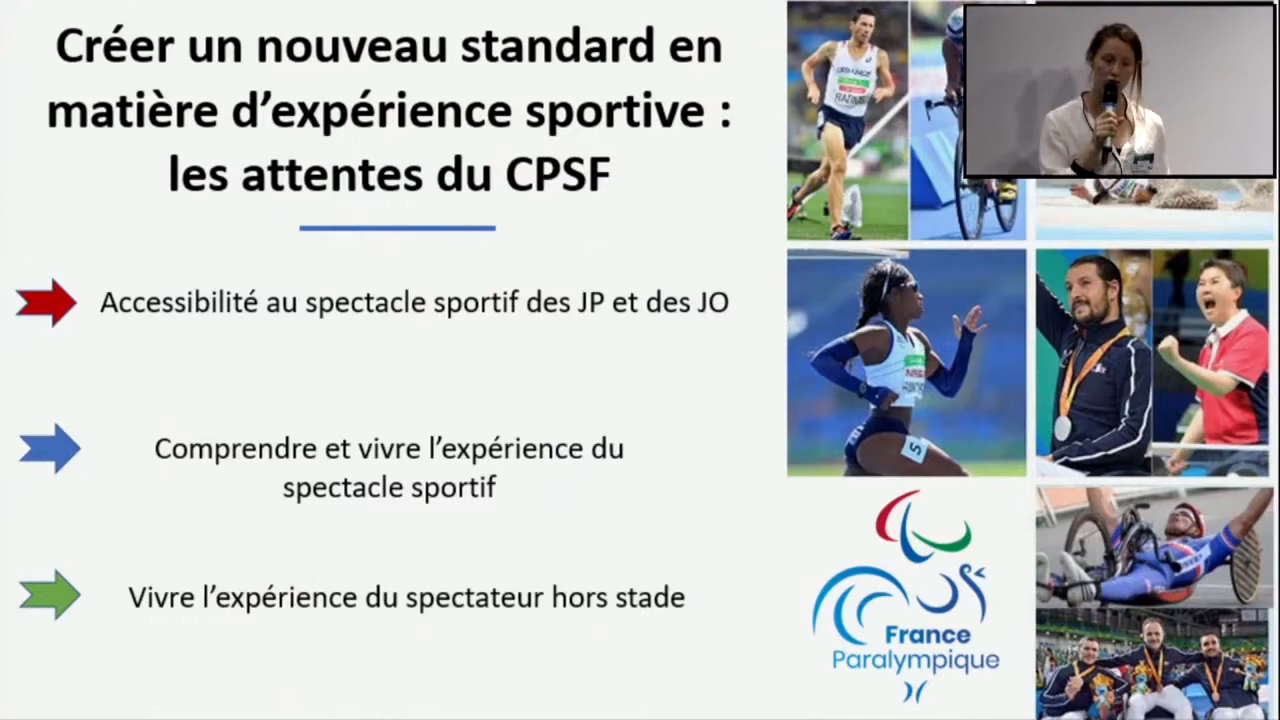 Créer un nouveau standard en
matière d’expérience sportive :
les attentes du CPSF
Accessibilité au spectacle sportif des JP et des JO
Comprendre et vivre l’expérience du
spectacle sportif
Vivre l’expérience du spectateur hors stade
France
Paralympique